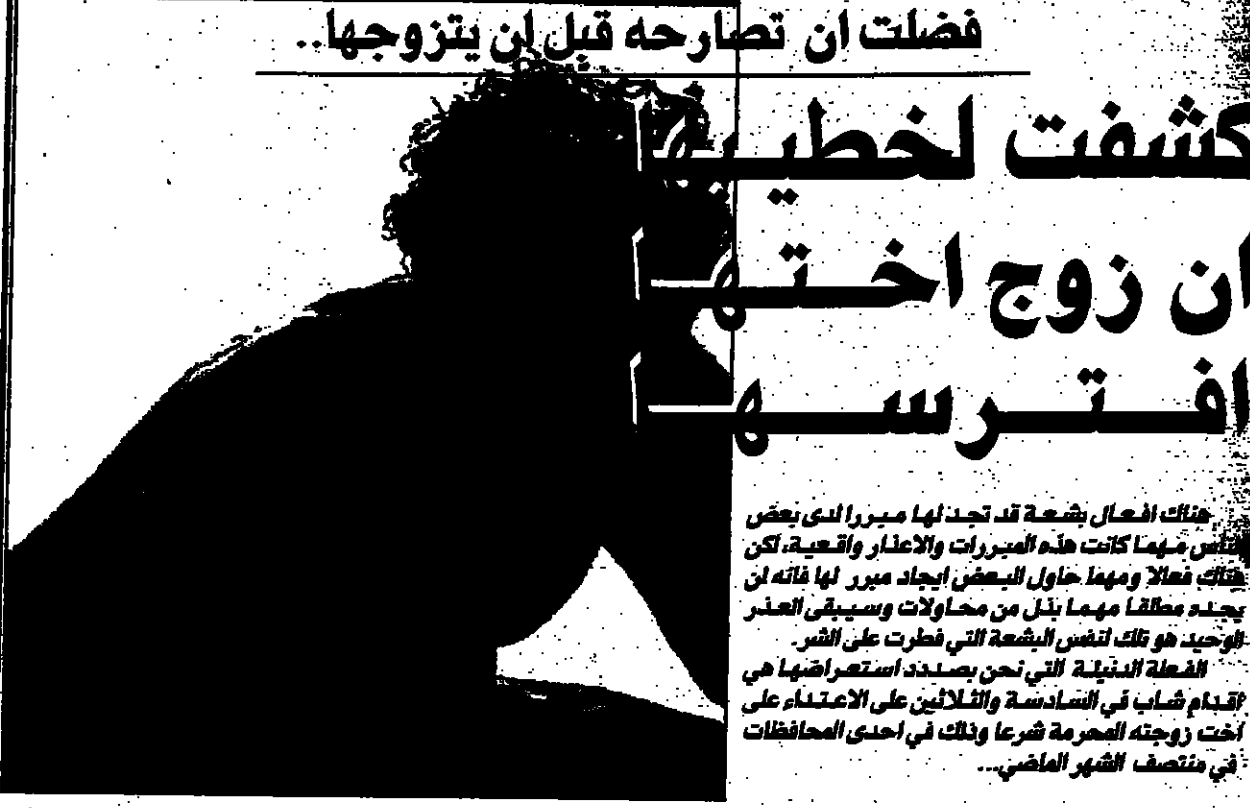 فضلت ان تصارحه قبل ان يتزوجها..
كشفت لخطيبها
ان زوج اختها
افترسها
هناك افعال بشعة قد تجد لها مبررا لدى بعض
الناس مهما كانت هذه المبررات والاعذار واقعية، لكن
هناك فعالا ومهما حاول البعض ايجاد مبرر لها فانه لن
يجده مطلقا مهما بذل من محاولات وسيبقى العذر
الوحيد هو تلك لنفس البشعة التي فطرت على الشر.
الفعلة الدنيئة التي نحن بصدد استعراضها هي
اقدام شاب في السادسة والثلاثين على الاعتداء على
اخت زوجته المحرمة شرعا وذلك في احدى المحافظات
في منتصف الشهر الماضي...